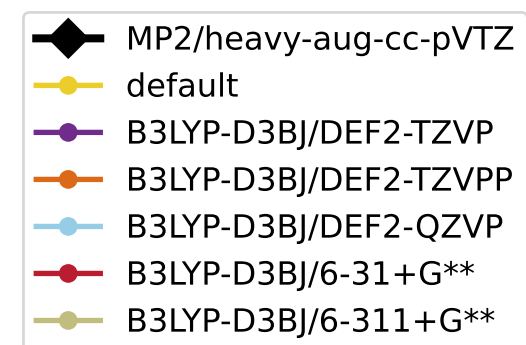 MP2/heavy-aug-cc-pVTZ
default
B3LYP-D3BJ/DEF2-TZVP
B3LYP-D3BJ/DEF2-TZVPP
B3LYP-D3BJ/DEF2-QZVP
B3LYP-D3BJ/6-31+G**
B3LYP-D3BJ/6-311+G**